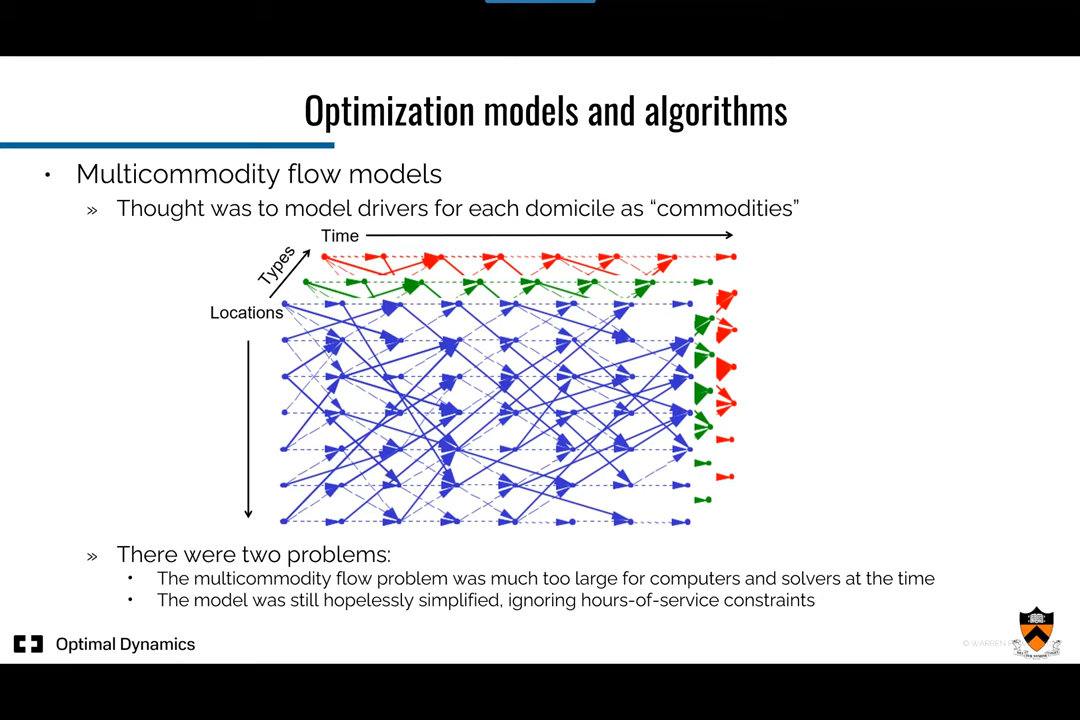 Optimization models and algorithms
• Multicommodity flow models
» Thought was to model drivers for each domicile as “commodities”
Time
Types
Locations
» There were two problems:
• The multicommodity flow problem was much too large for computers and solvers at the time
• The model was still hopelessly simplified, ignoring hours-of-service constraints
Optimal Dynamics
© WARREN